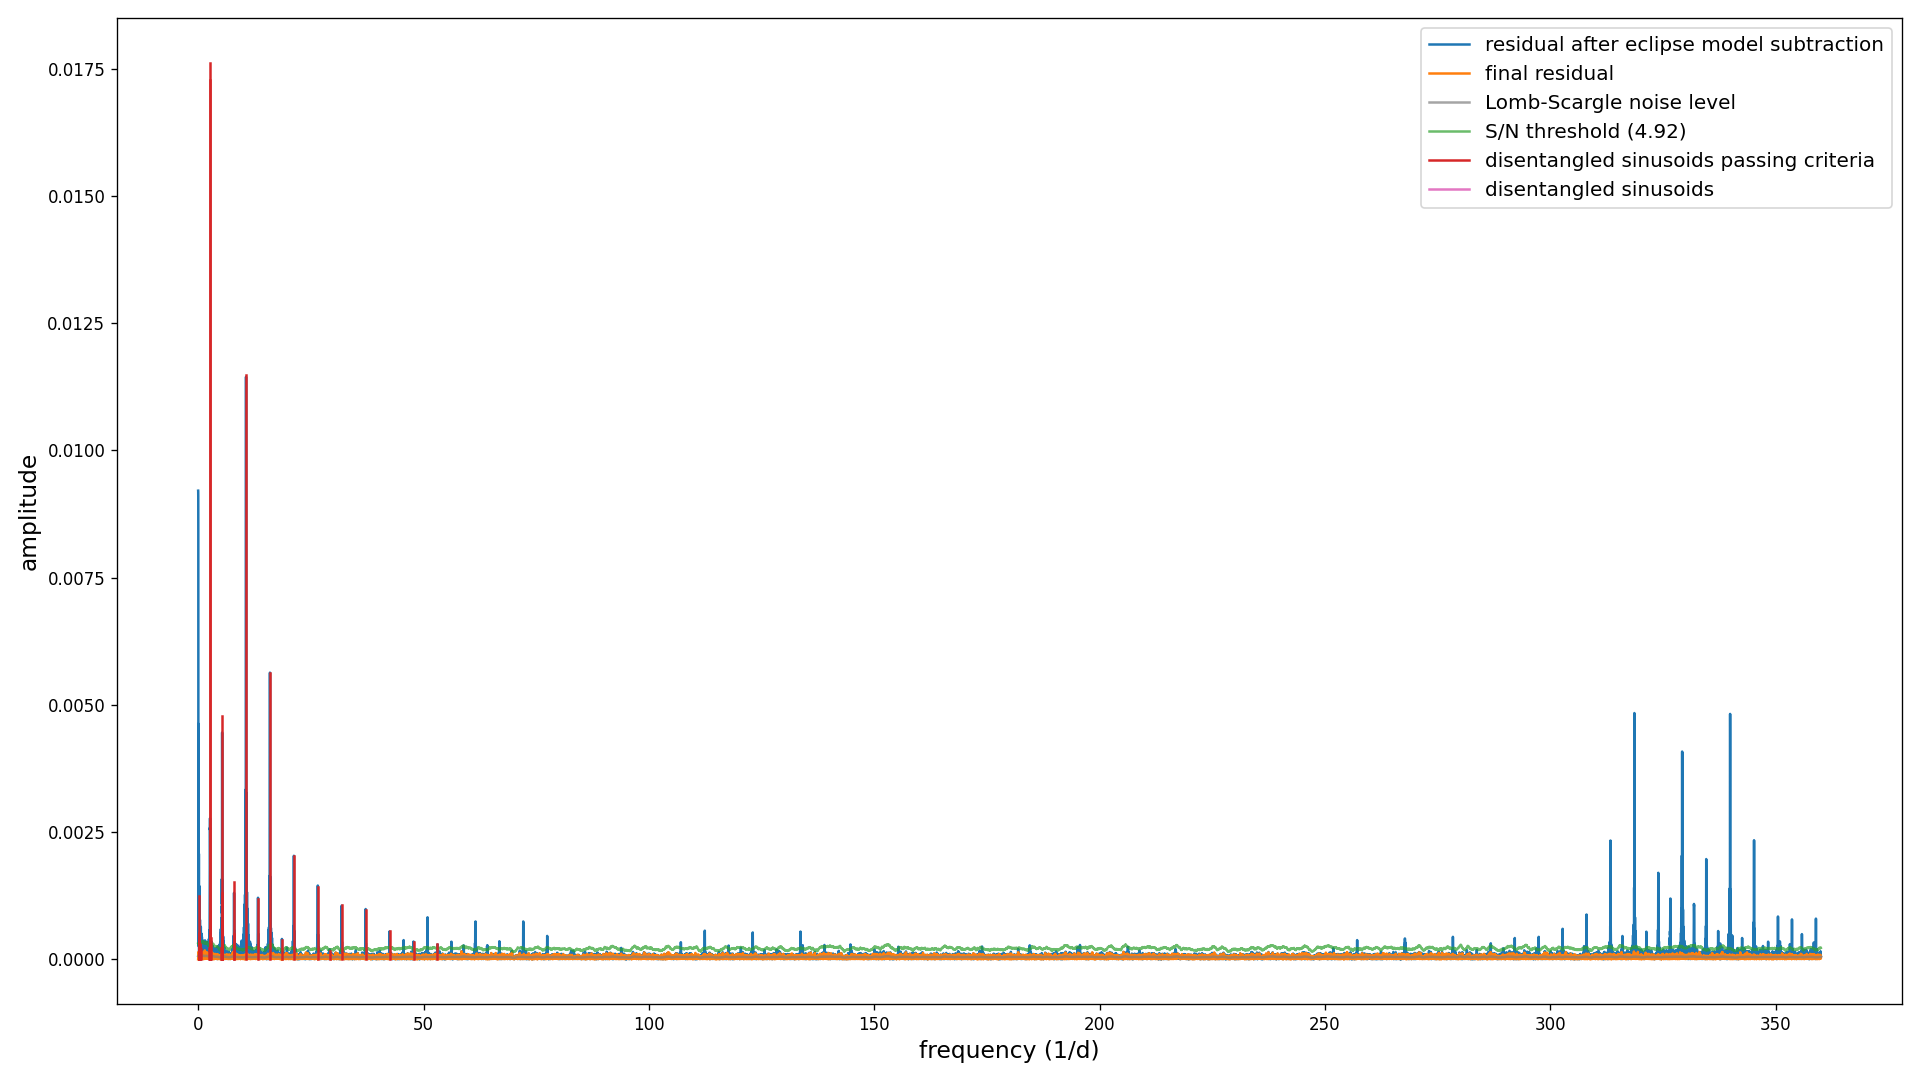 residual after eclipse model subtraction
final residual
Lomb-Scargle noise level
S/N threshold (4.92)
disentangled sinusoids passing criteria
disentangled sinusoids
0.0175
0.0150
0.0125
0.0100
0.0075
0.0050
0.0025
0.0000
amplitude
0 50 100 150 200 250 300 350
frequency (1/d)